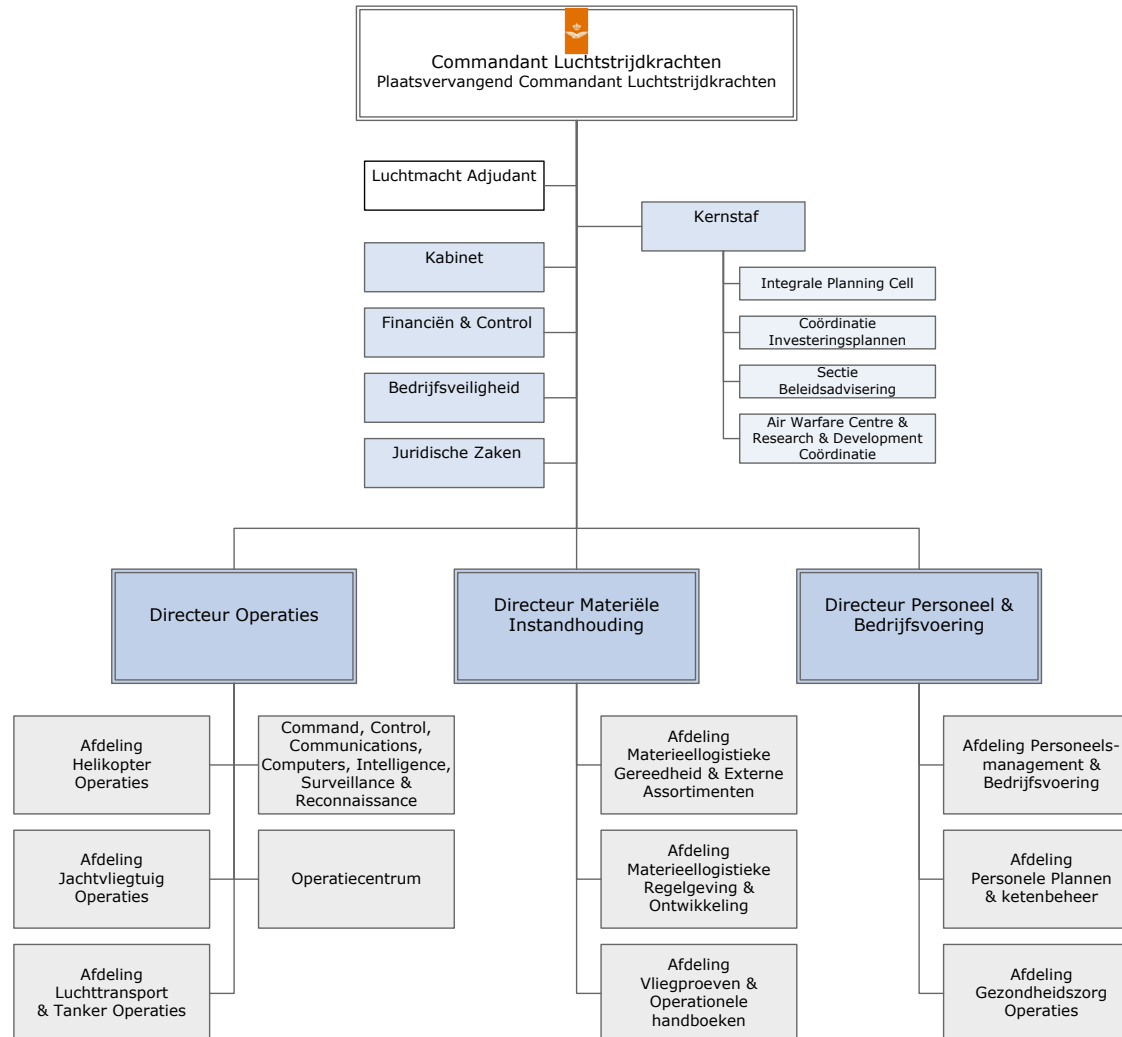 Commandant Luchtstrijdkrachten
Plaatsvervangend Commandant Luchtstrijdkrachten
Luchtmacht Adjudant
Kernstaf
Kabinet
Integrale Planning Cell
Financiën & Control
Coördinatie
Investeringsplannen
Bedrijfsveiligheid
Sectie
Beleidsadvisering
Juridische Zaken
Air Warfare Centre &
Research & Development
Coördinatie
Directeur Operaties
Directeur Materiële
Instandhouding
Directeur Personeel &
Bedrijfsvoering
Afdeling
Helikopter
Operaties
Command, Control,
Communications,
Computers, Intelligence,
Surveillance &
Reconnaissance
Afdeling
Materieellogistieke
Gereedheid & Externe
Assortimenten
Afdeling Personeels-
management &
Bedrijfsvoering
Afdeling
Jachtvliegtuig
Operaties
Operatiecentrum
Afdeling
Materieellogistieke
Regelgeving &
Ontwikkeling
Afdeling
Personele Plannen
& ketenbeheer
Afdeling
Luchttransport
& Tanker Operaties
Afdeling
Vliegproeven &
Operationele
handboeken
Afdeling
Gezondheidszorg
Operaties